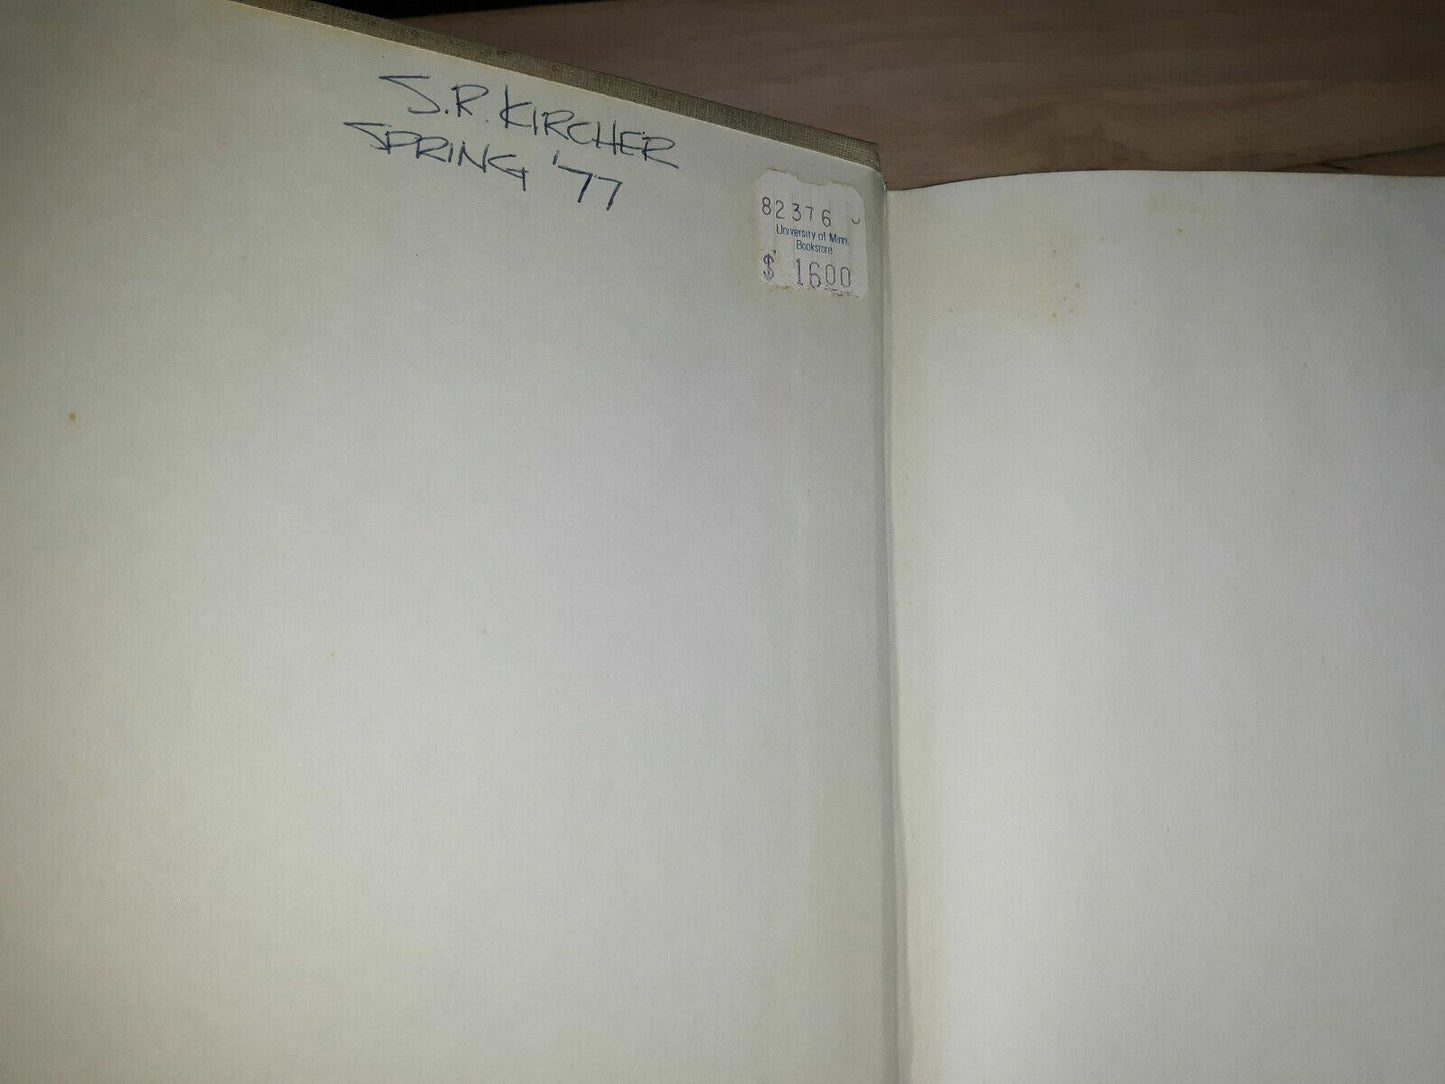 S.R. KIRCHER
SPRING '77
82376
University of Minn.
Bookstore
$ 1600